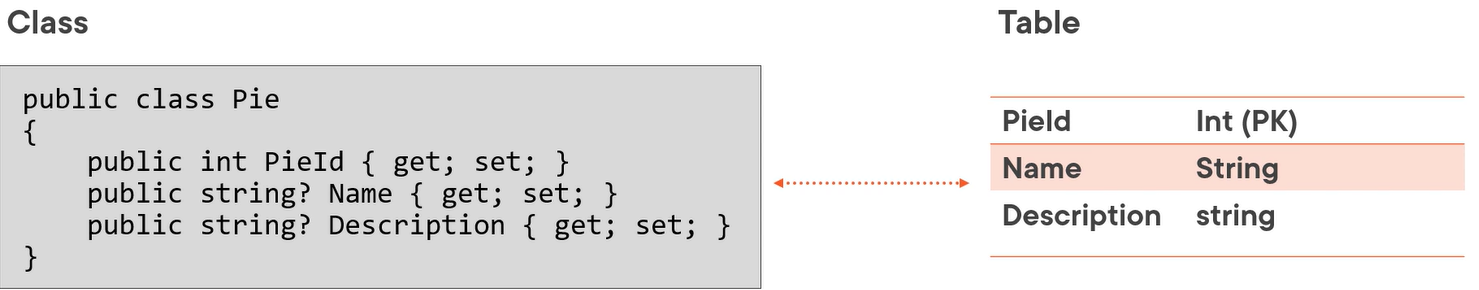 Class
public class Pie
{
    public int PieId { get; set; }
    public string? Name { get; set; }
    public string? Description { get; set; }
}
Table
PieId Int (PK)
Name String
Description string